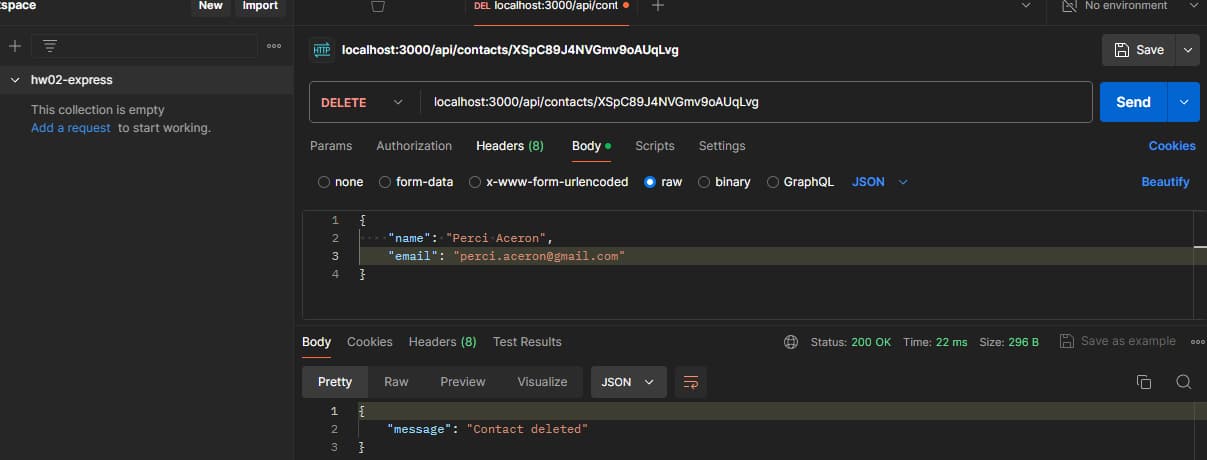 space New Import
DEL localhost:3000/api/cont No environment
HTTP localhost:3000/api/contacts/XSpC89J4NVGmv9oAUqLvg Save
hw02-express
This collection is empty
Add a request to start working.
DELETE localhost:3000/api/contacts/XSpC89J4NVGmv9oAUqLvg Send
Params Authorization Headers (8) Body Scripts Settings Cookies
none form-data x-www-form-urlencoded raw binary GraphQL JSON Beautify
1 {
2 "name": "Perci Aceron",
3 "email": "perci.aceron@gmail.com"
4 }
Body Cookies Headers (8) Test Results Status: 200 OK Time: 22 ms Size: 296 B Save as example
Pretty Raw Preview Visualize JSON
1 {
2 "message": "Contact deleted"
3 }